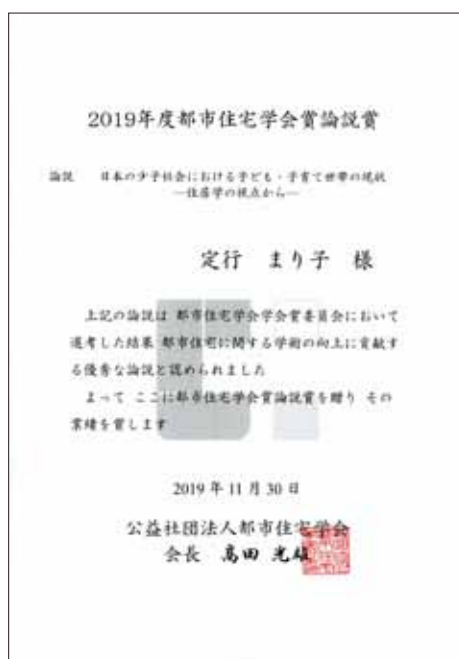 2019年度都市住宅学会賞論説賞
論説 日本の少子社会における子ども・子育て世帯の現状
―住居学の視点から―
定行 まり子 様
上記の論説は 都市住宅学会学会賞委員会において
選考した結果 都市住宅に関する学術の向上に貢献す
る優秀な論説と認められました
よって ここに都市住宅学会賞論説賞を贈り その
業績を賞します
2019年11月30日
公益社団法人都市住宅学会
会長 髙田 光雄